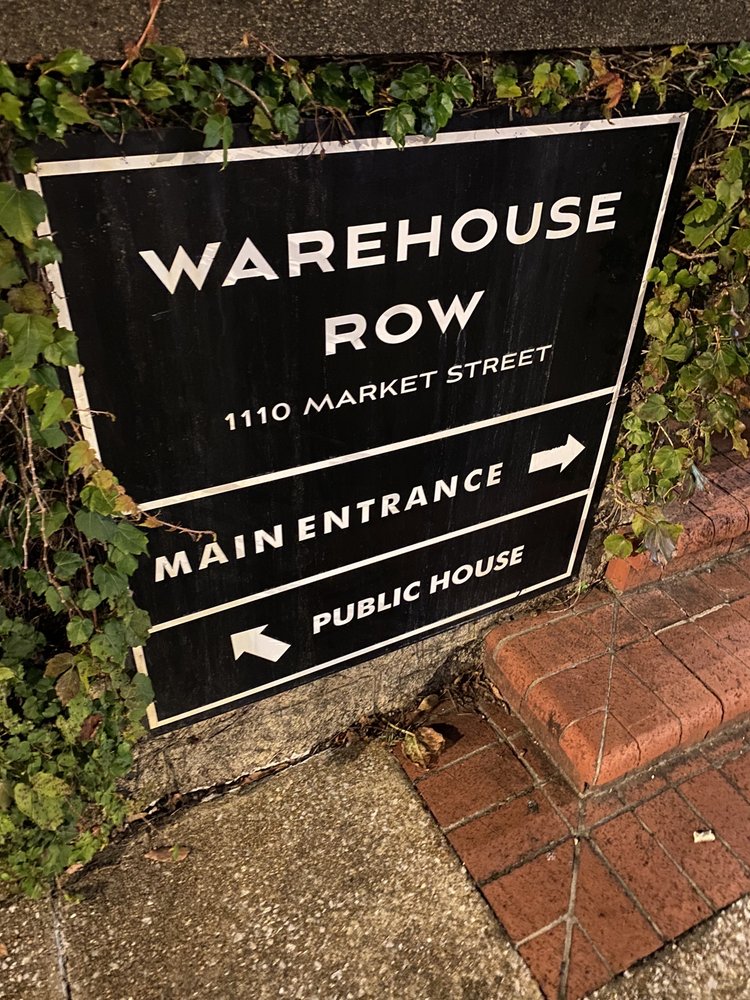 WAREHOUSE
ROW
1110 MARKET STREET
MAIN ENTRANCE
PUBLIC HOUSE